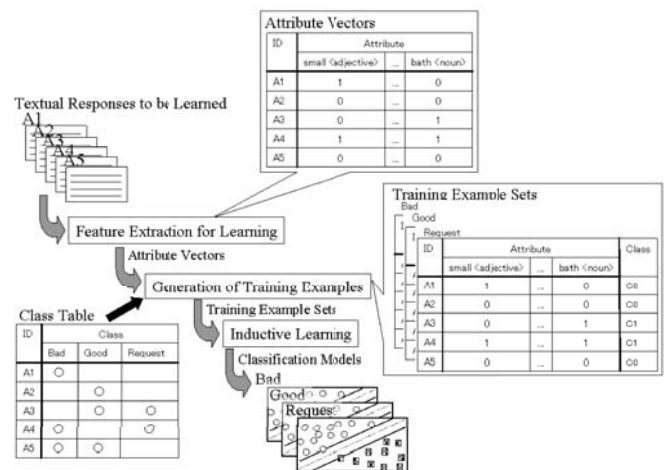 Attribute Vectors
ID Attribute
small <adjective> ... bath <noun>
A1 1 ... 0
A2 0 ... 0
A3 0 ... 1
A4 1 ... 1
A5 0 ... 0
Textual Responses to be Learned
A1
A2
A3
A4
A5
Feature Extraction for Learning
Attribute Vectors
Generation of Training Examples
Training Example Sets
Bad
Good
Request
ID Attribute Class
small <adjective> ... bath <noun>
A1 1 ... 0 C0
A2 0 ... 0 C0
A3 0 ... 1 C1
A4 1 ... 1 C1
A5 0 ... 0 C0
Training Example Sets
Inductive Learning
Classification Models
Bad
Good
Reques
Class Table
ID Class
Bad Good Request
A1
A2
A3
A4
A5